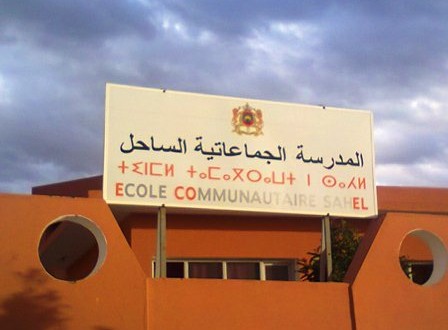 المدرسة الجماعاتية الساحل
ⵜⵉⵏⵎⵍ ⵜⴰⵎⴰⴳⵔⴰⵡⵜ ⵏ ⵙⴰⵃⵍ
ECOLE COMMUNAUTAIRE SAHEL